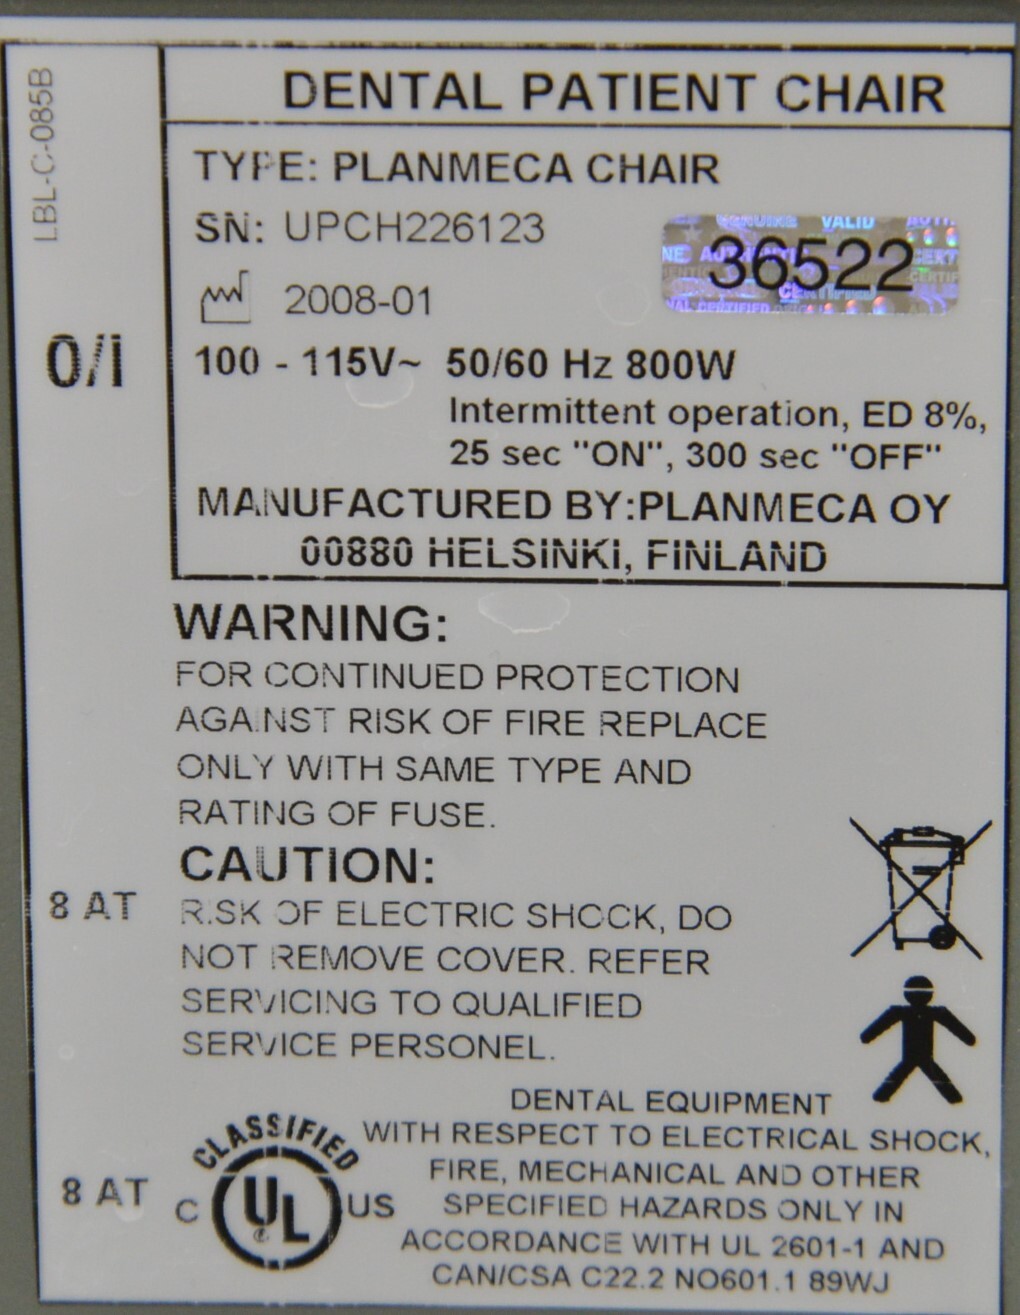 LBL-C-085B
DENTAL PATIENT CHAIR
TYPE: PLANMECA CHAIR
SN: UPCH226123
36522
2008-01
0/I
100 - 115V~ 50/60 Hz 800W
Intermittent operation, ED 8%,
25 sec "ON", 300 sec "OFF"
MANUFACTURED BY:PLANMECA OY
00880 HELSINKI, FINLAND
WARNING:
FOR CONTINUED PROTECTION
AGAINST RISK OF FIRE REPLACE
ONLY WITH SAME TYPE AND
RATING OF FUSE.
CAUTION:
8 AT
RISK OF ELECTRIC SHOCK, DO
NOT REMOVE COVER. REFER
SERVICING TO QUALIFIED
SERVICE PERSONEL.
8 AT
CLASSIFIED
C UL US
DENTAL EQUIPMENT
WITH RESPECT TO ELECTRICAL SHOCK,
FIRE, MECHANICAL AND OTHER
SPECIFIED HAZARDS ONLY IN
ACCORDANCE WITH UL 2601-1 AND
CAN/CSA C22.2 NO601.1 89WJ